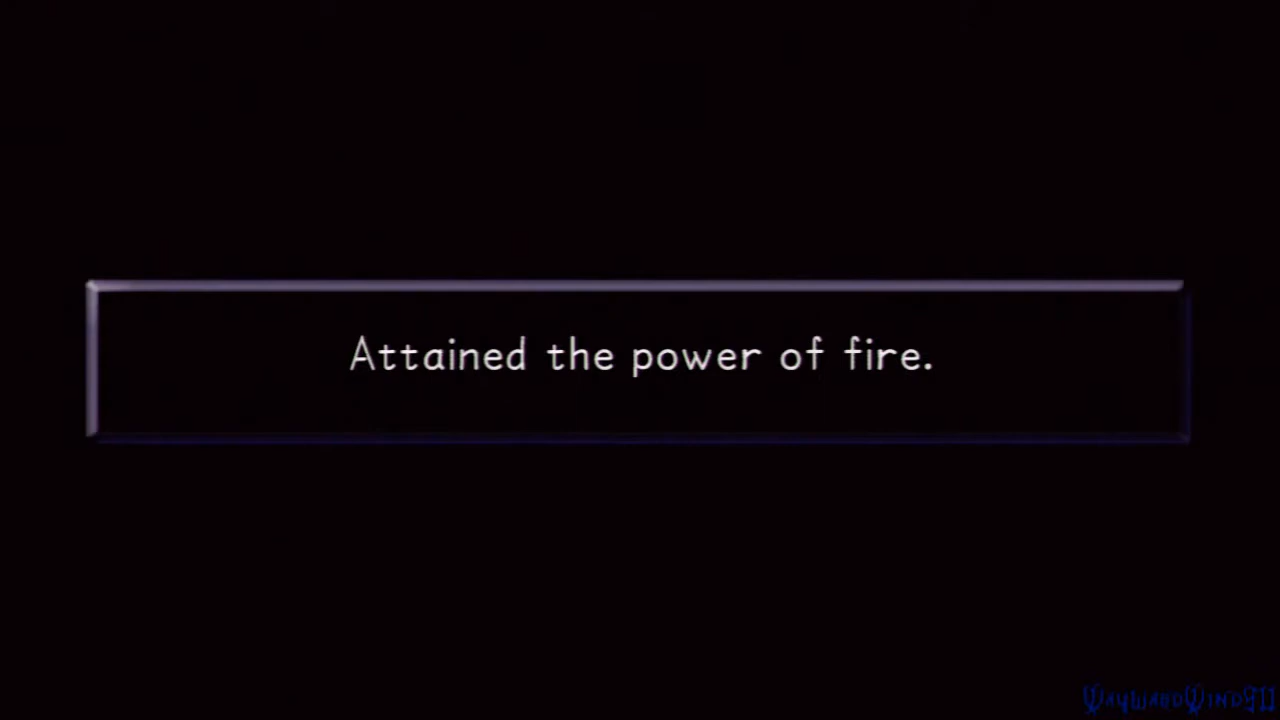 Attained the power of fire.